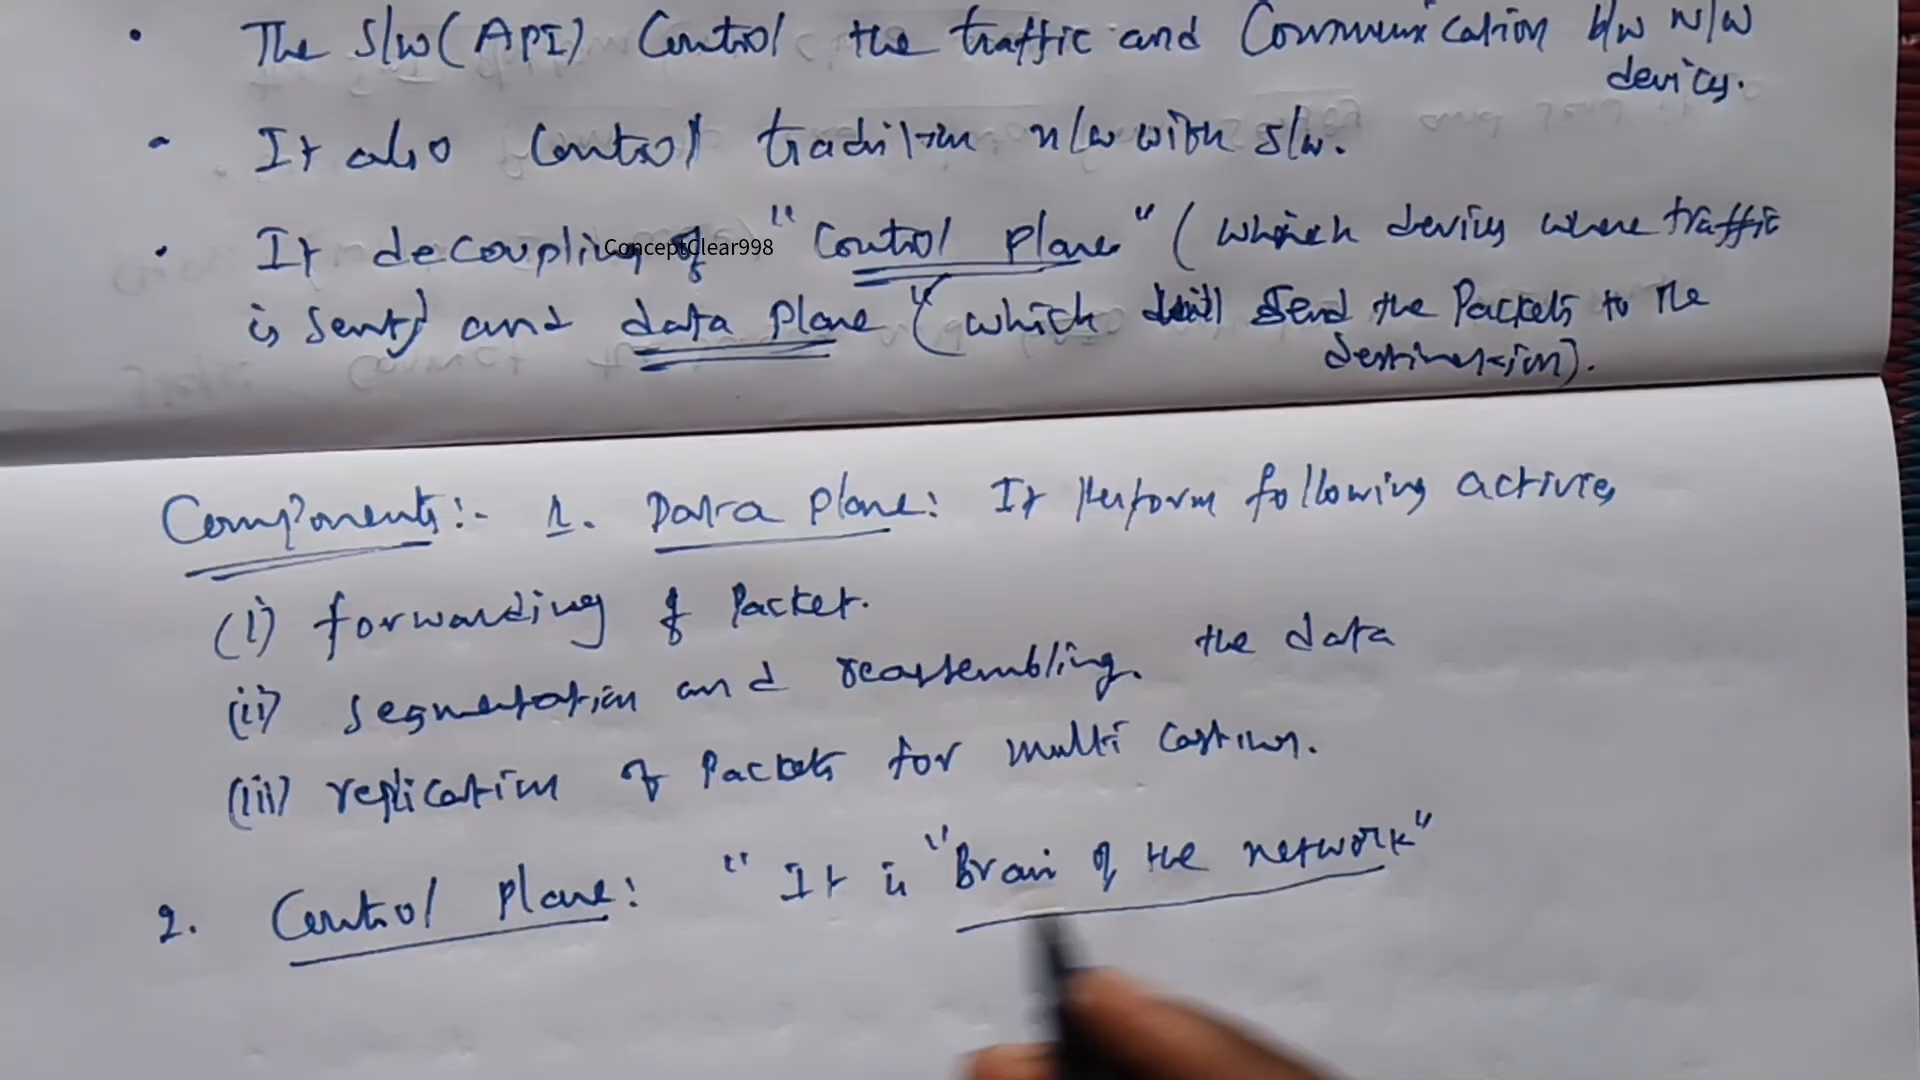 • The S/w (API) Control the traffic and Communication b/w N/w
devices.
• It also Control tradition n/w with s/w.
• It decoupling of "Control plane" (which devices where traffic
ConceptClear998
is sent) and data plane" (which will send the Packets to the
destination).
Components:- 1. Data plane: It perform following activies
(i) forwarding of Packet.
(ii) Segmentation and reassembling. the data
(iii) replication of Packets for multi casting.
2. Control plane: "It is "Brain of the network"